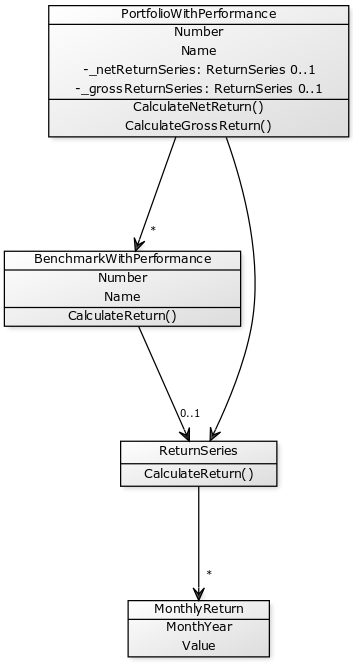 PortfolioWithPerformance
Number
Name
-_netReturnSeries: ReturnSeries 0..1
-_grossReturnSeries: ReturnSeries 0..1
CalculateNetReturn()
CalculateGrossReturn()
*
BenchmarkWithPerformance
Number
Name
CalculateReturn()
0..1
ReturnSeries
CalculateReturn()
*
MonthlyReturn
MonthYear
Value